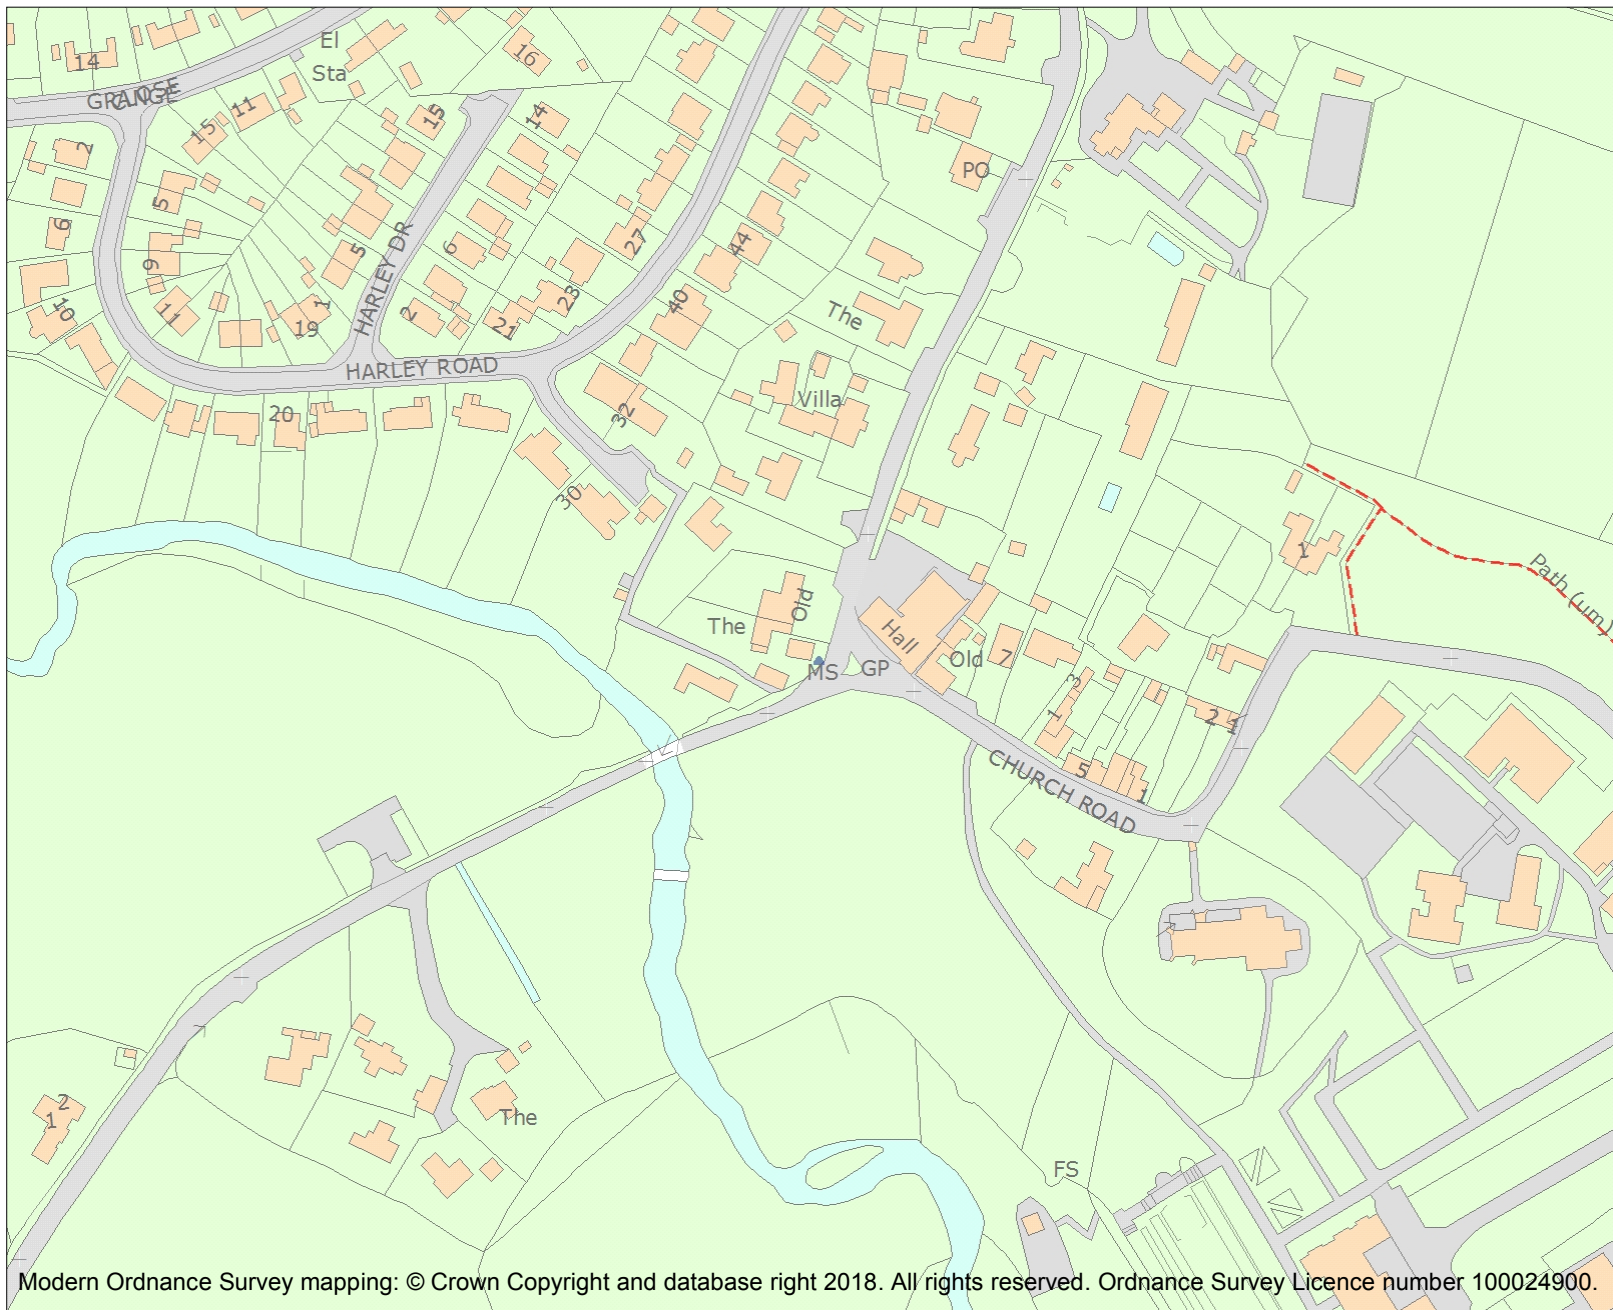 El
Sta
14
16
GRANGE
CLOSE
11
15
15
14
2
PO
5
6
9
5
6
27
44
HARLEY DR
10
11
1
19
2
21
23
40
The
HARLEY ROAD
Villa
20
32
30
1
Path (um)
The
Old
Hall
Old
7
MS
GP
3
1
2
1
5
1
CHURCH ROAD
2
1
The
FS
Modern Ordnance Survey mapping: © Crown Copyright and database right 2018. All rights reserved. Ordnance Survey Licence number 100024900.